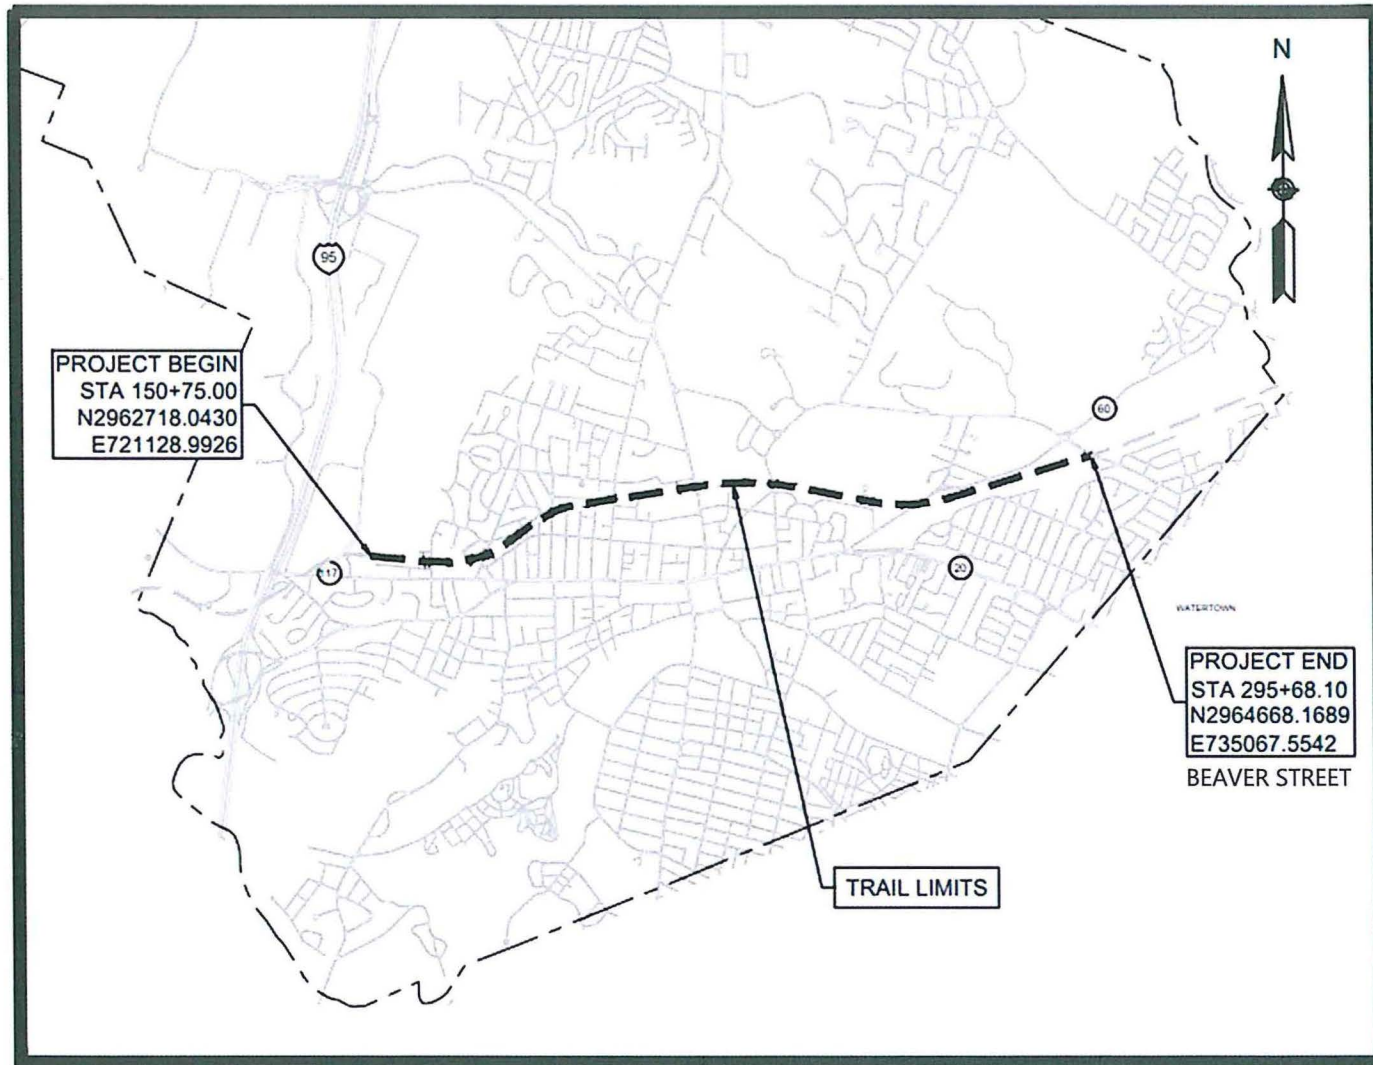 N
95
PROJECT BEGIN
STA 150+75.00
N2962718.0430
E721128.9926
60
117
20
WATERTOWN
PROJECT END
STA 295+68.10
N2964668.1689
E735067.5542
BEAVER STREET
TRAIL LIMITS